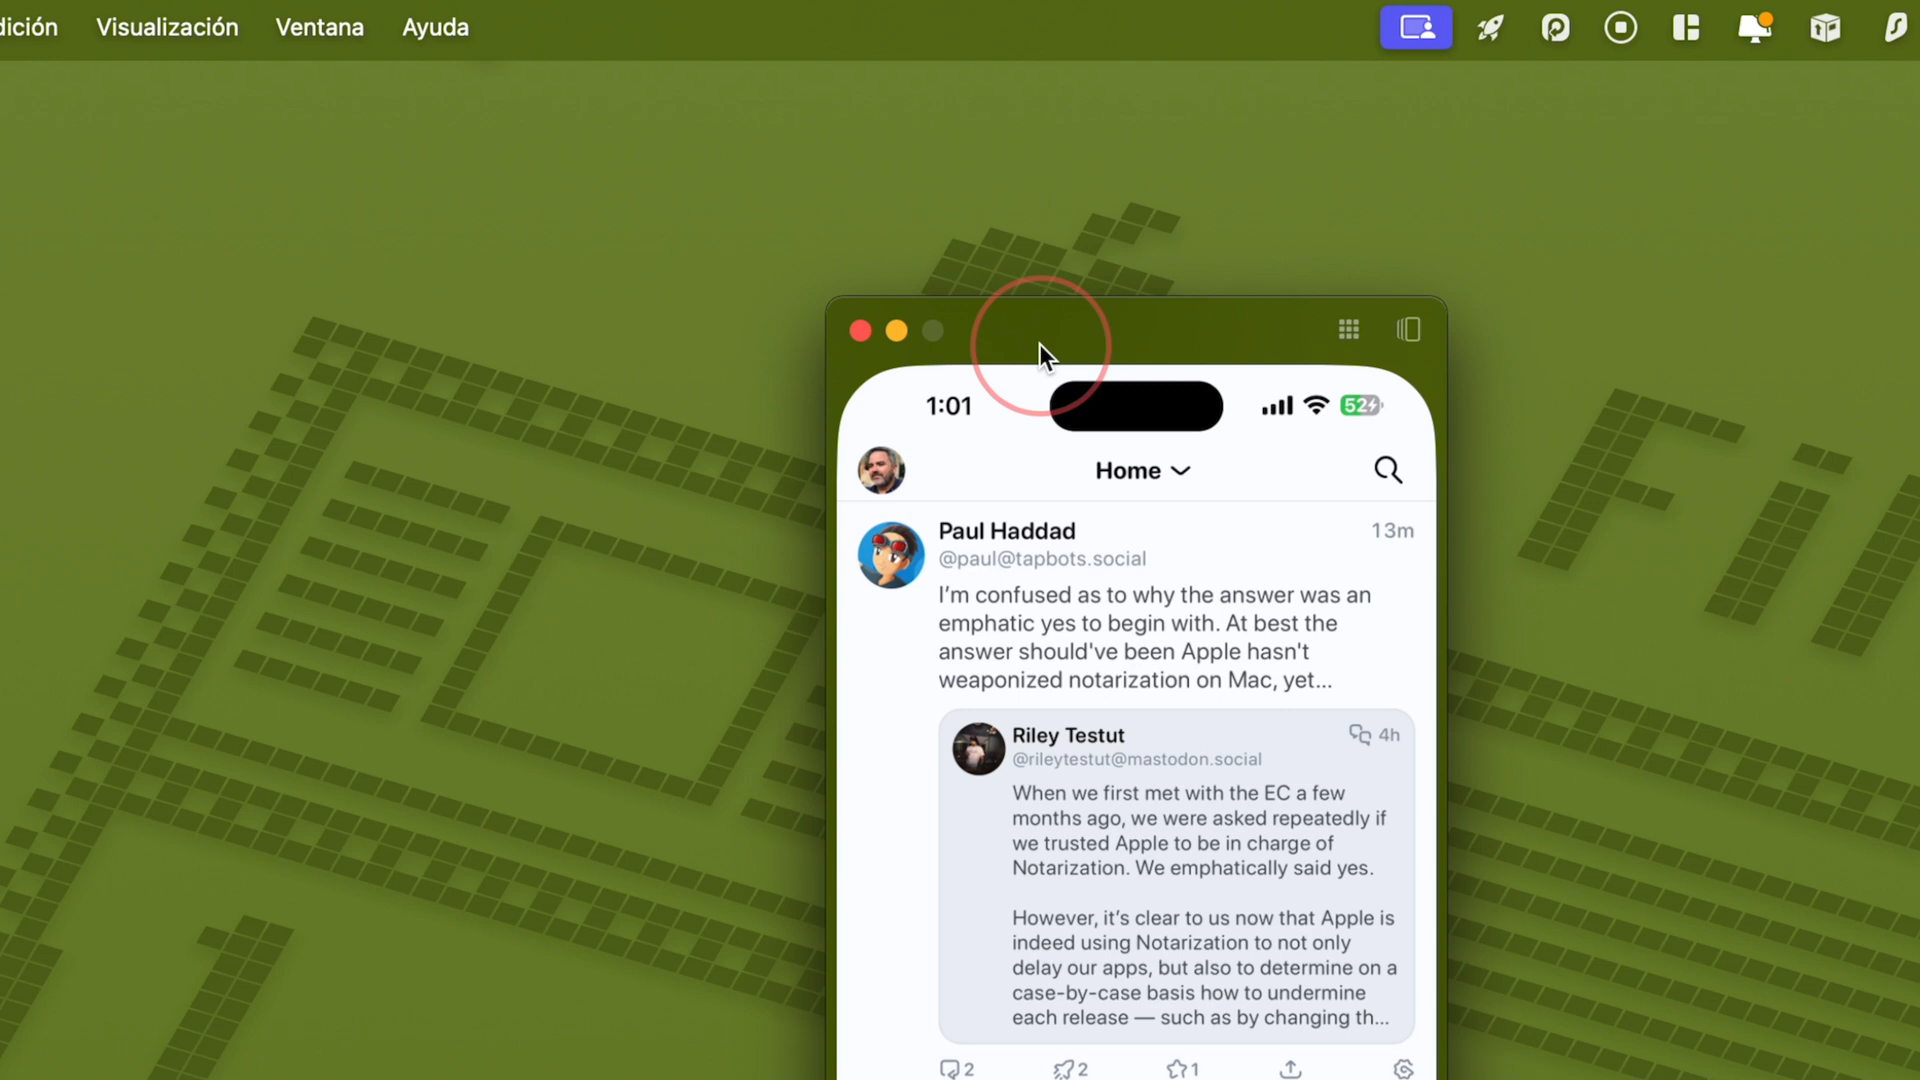 dición Visualización Ventana Ayuda
1:01
52
Home
Paul Haddad 13m
@paul@tapbots.social
I'm confused as to why the answer was an
emphatic yes to begin with. At best the
answer should've been Apple hasn't
weaponized notarization on Mac, yet...
Riley Testut 4h
@rileytestut@mastodon.social
When we first met with the EC a few
months ago, we were asked repeatedly if
we trusted Apple to be in charge of
Notarization. We emphatically said yes.
However, it's clear to us now that Apple is
indeed using Notarization to not only
delay our apps, but also to determine on a
case-by-case basis how to undermine
each release — such as by changing th...
2 2 1